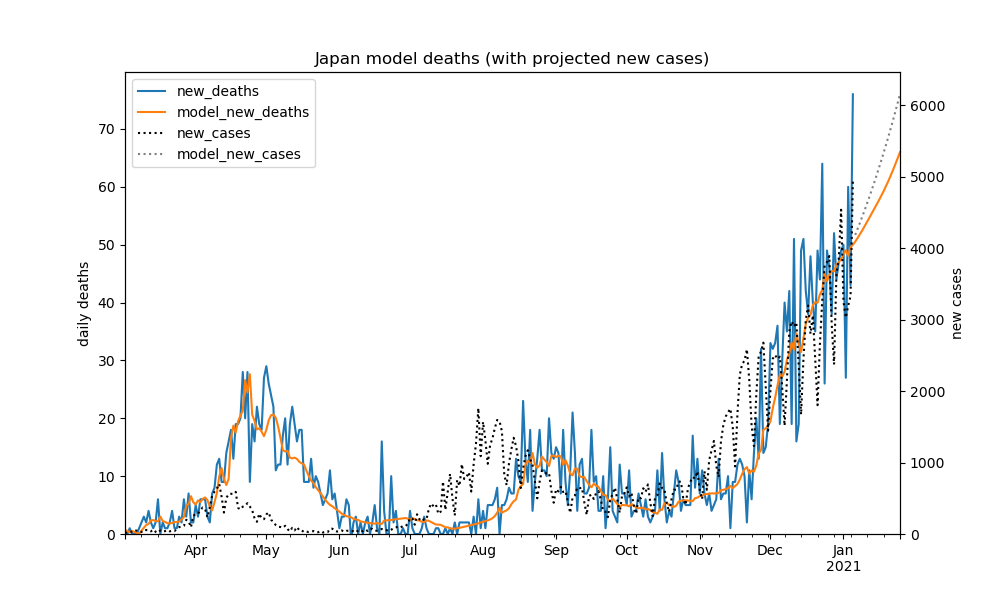 Japan model deaths (with projected new cases)
new_deaths
model_new_deaths
new_cases
model_new_cases
daily deaths
70
60
50
40
30
20
10
0
new cases
6000
5000
4000
3000
2000
1000
0
Apr May Jun Jul Aug Sep Oct Nov Dec Jan
2021